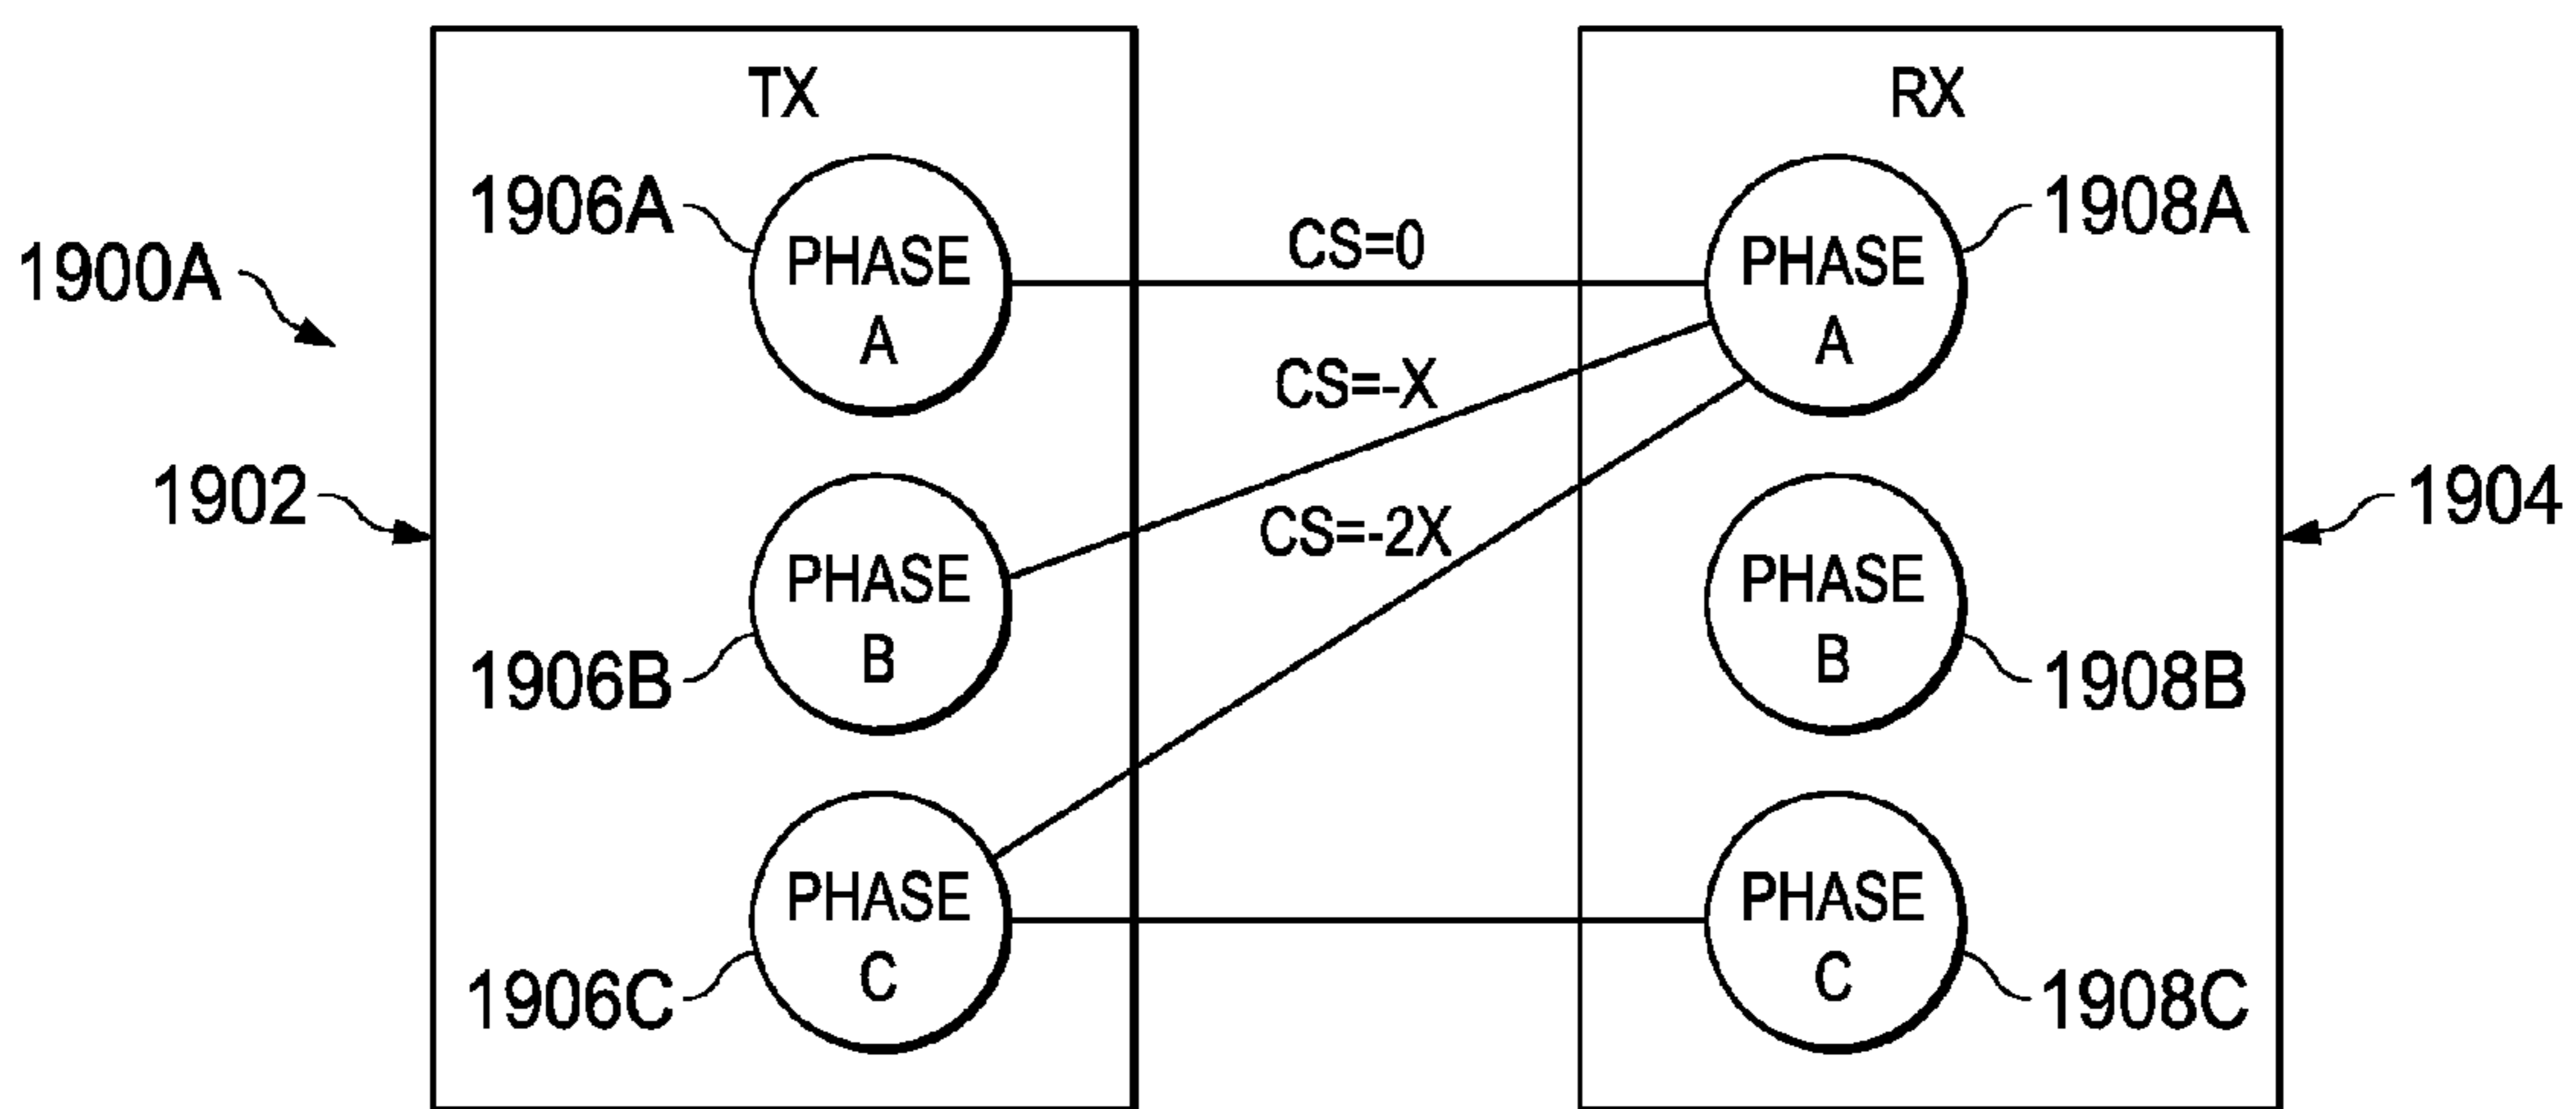 TX
RX
1906A
PHASE
A
CS=0
PHASE
A
1908A
1900A
CS=-X
1902
CS=-2X
1904
PHASE
B
1906B
PHASE
B
1908B
PHASE
C
1906C
PHASE
C
1908C